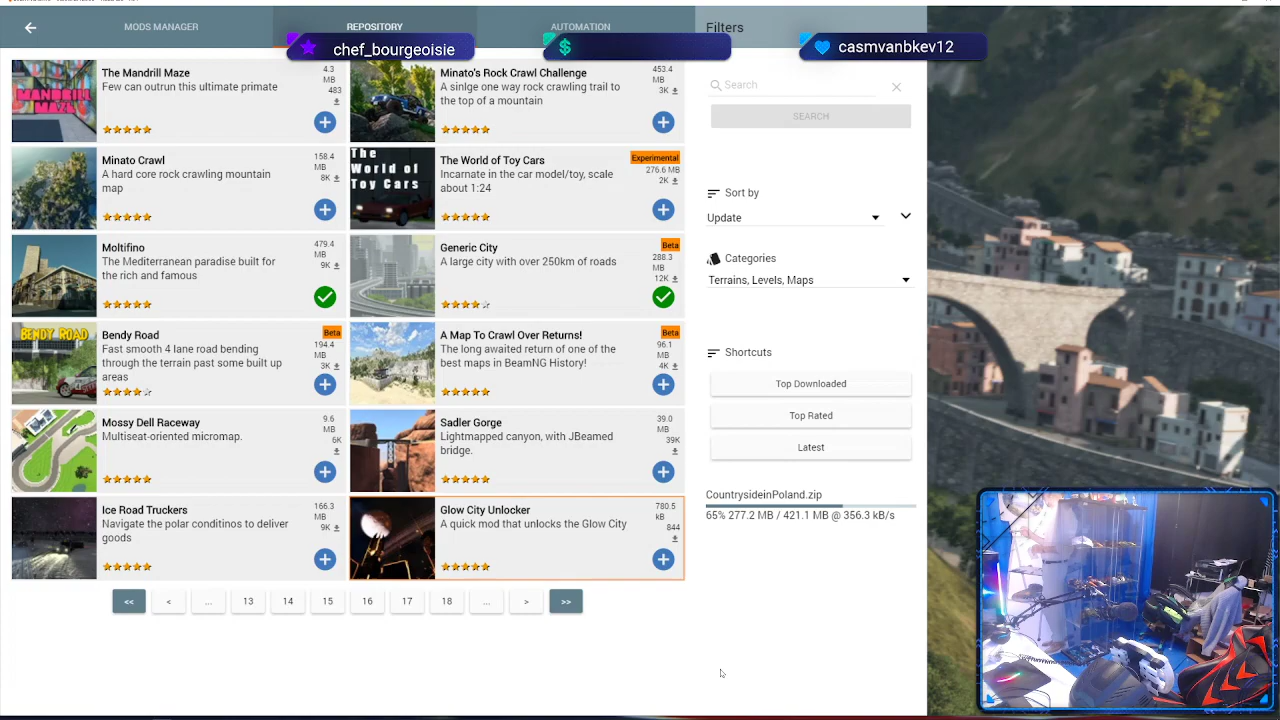 MODS MANAGER
REPOSITORY
AUTOMATION
Filters
chef_bourgeoisie
$
casmvanbkev12
The Mandrill Maze
Few can outrun this ultimate primate
4.3
MB
483
MANDRILL
MAZE
Minato's Rock Crawl Challenge
A sinlge one way rock crawling trail to
the top of a mountain
453.4
MB
3K
Minato Crawl
A hard core rock crawling mountain
map
158.4
MB
8K
The World of
Toy Cars
The World of Toy Cars
Incarnate in the car model/toy, scale
about 1:24
Experimental
276.6 MB
2K
Moltifino
The Mediterranean paradise built for
the rich and famous
479.4
MB
9K
Generic City
A large city with over 250km of roads
Beta
288.3
MB
12K
BENDY ROAD
Bendy Road
Fast smooth 4 lane road bending
through the terrain past some built up
areas
Beta
194.4
MB
3K
A Map To Crawl Over Returns!
The long awaited return of one of the
best maps in BeamNG History!
Beta
96.1
MB
4K
Mossy Dell Raceway
Multiseat-oriented micromap.
9.6
MB
6K
Sadler Gorge
Lightmapped canyon, with JBeamed
bridge.
39.0
MB
39K
Ice Road Truckers
Navigate the polar conditinos to deliver
goods
166.3
MB
9K
Glow City Unlocker
A quick mod that unlocks the Glow City
780.5
kB
844
<< < ... 13 14 15 16 17 18 ... > >>
Search
SEARCH
Sort by
Update
Categories
Terrains, Levels, Maps
Shortcuts
Top Downloaded
Top Rated
Latest
CountrysideinPoland.zip
65% 277.2 MB / 421.1 MB @ 356.3 kB/s